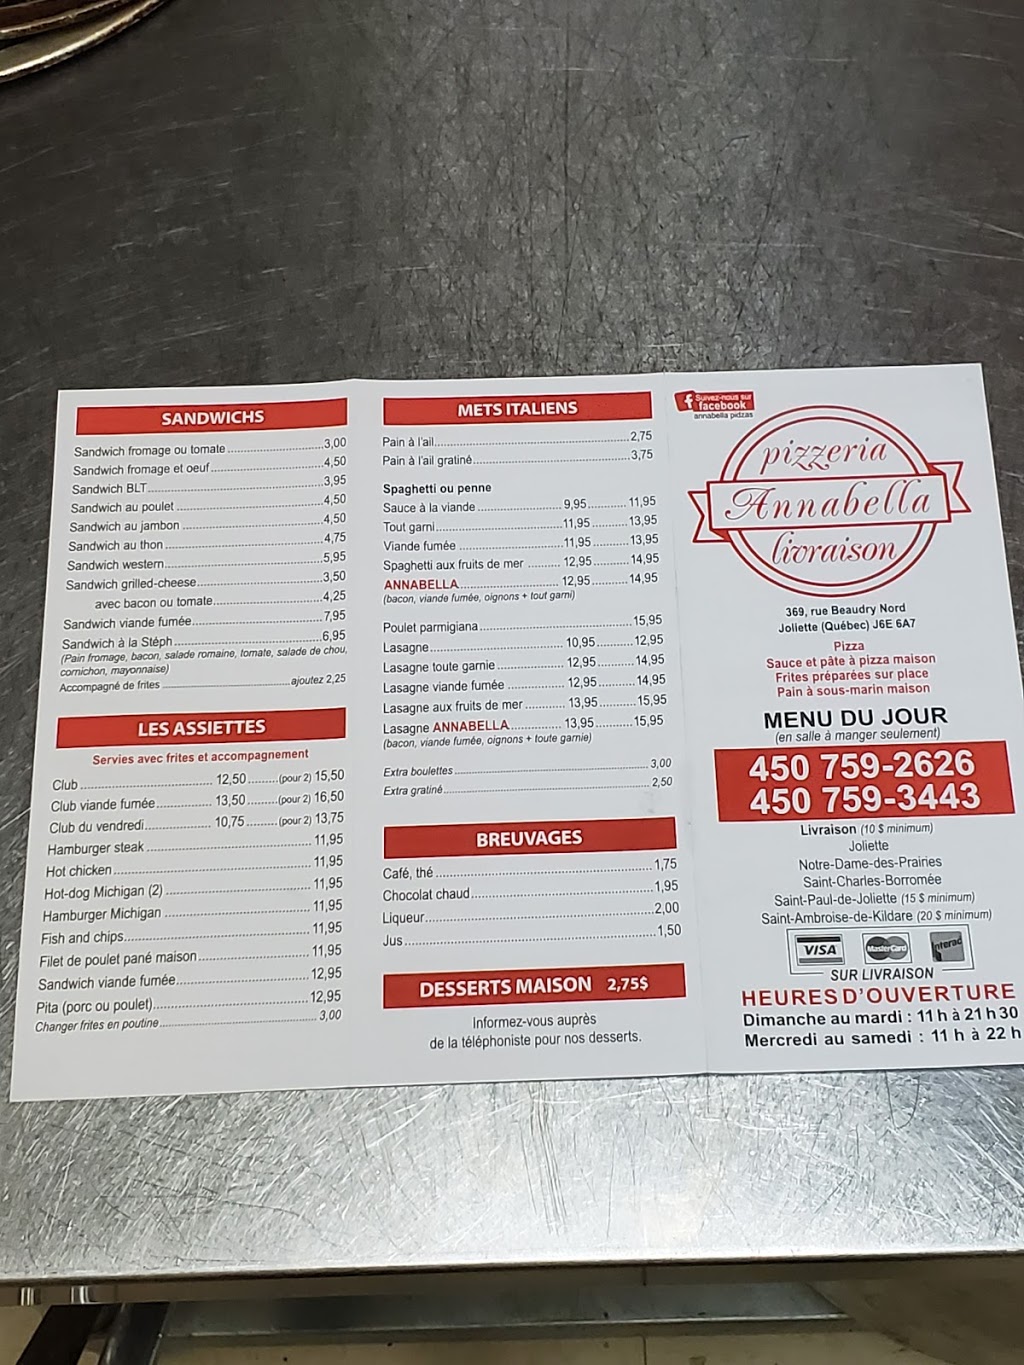 SANDWICHS
Sandwich fromage ou tomate 3,00
Sandwich fromage et oeuf 4,50
Sandwich BLT 3,95
Sandwich au poulet 4,50
Sandwich au jambon 4,50
Sandwich au thon 4,75
Sandwich western 5,95
Sandwich grilled-cheese 3,50
avec bacon ou tomate 4,25
Sandwich viande fumée 7,95
Sandwich à la Stéph 6,95
(Pain fromage, bacon, salade romaine, tomate, salade de chou,
cornichon, mayonnaise)
Accompagné de frites ajoutez 2,25
LES ASSIETTES
Servies avec frites et accompagnement
Club 12,50 (pour 2) 15,50
Club viande fumée 13,50 (pour 2) 16,50
Club du vendredi 10,75 (pour 2) 13,75
Hamburger steak 11,95
Hot chicken 11,95
Hot-dog Michigan (2) 11,95
Hamburger Michigan 11,95
Fish and chips 11,95
Filet de poulet pané maison 11,95
Sandwich viande fumée 12,95
Pita (porc ou poulet) 12,95
Changer frites en poutine 3,00
METS ITALIENS
Pain à l'ail 2,75
Pain à l'ail gratiné 3,75
Spaghetti ou penne
Sauce à la viande 9,95 11,95
Tout garni 11,95 13,95
Viande fumée 11,95 13,95
Spaghetti aux fruits de mer 12,95 14,95
ANNABELLA 12,95 14,95
(bacon, viande fumée, oignons + tout garni)
Poulet parmigiana 15,95
Lasagne 10,95 12,95
Lasagne toute garnie 12,95 14,95
Lasagne viande fumée 12,95 14,95
Lasagne aux fruits de mer 13,95 15,95
Lasagne ANNABELLA 13,95 15,95
(bacon, viande fumée, oignons + toute garnie)
Extra boulettes 3,00
Extra gratiné 2,50
BREUVAGES
Café, thé 1,75
Chocolat chaud 1,95
Liqueur 2,00
Jus 1,50
DESSERTS MAISON 2,75$
Informez-vous auprès
de la téléphoniste pour nos desserts.
Suivez-nous sur
facebook
annabella pidzas
pizzeria
Annabella
livraison
369, rue Beaudry Nord
Joliette (Québec) J6E 6A7
Pizza
Sauce et pâte à pizza maison
Frites préparées sur place
Pain à sous-marin maison
MENU DU JOUR
(en salle à manger seulement)
450 759-2626
450 759-3443
Livraison (10 $ minimum)
Joliette
Notre-Dame-des-Prairies
Saint-Charles-Borromée
Saint-Paul-de-Joliette (15 $ minimum)
Saint-Ambroise-de-Kildare (20 $ minimum)
VISA MasterCard Interac
SUR LIVRAISON
HEURES D'OUVERTURE
Dimanche au mardi : 11 h à 21 h 30
Mercredi au samedi : 11 h à 22 h